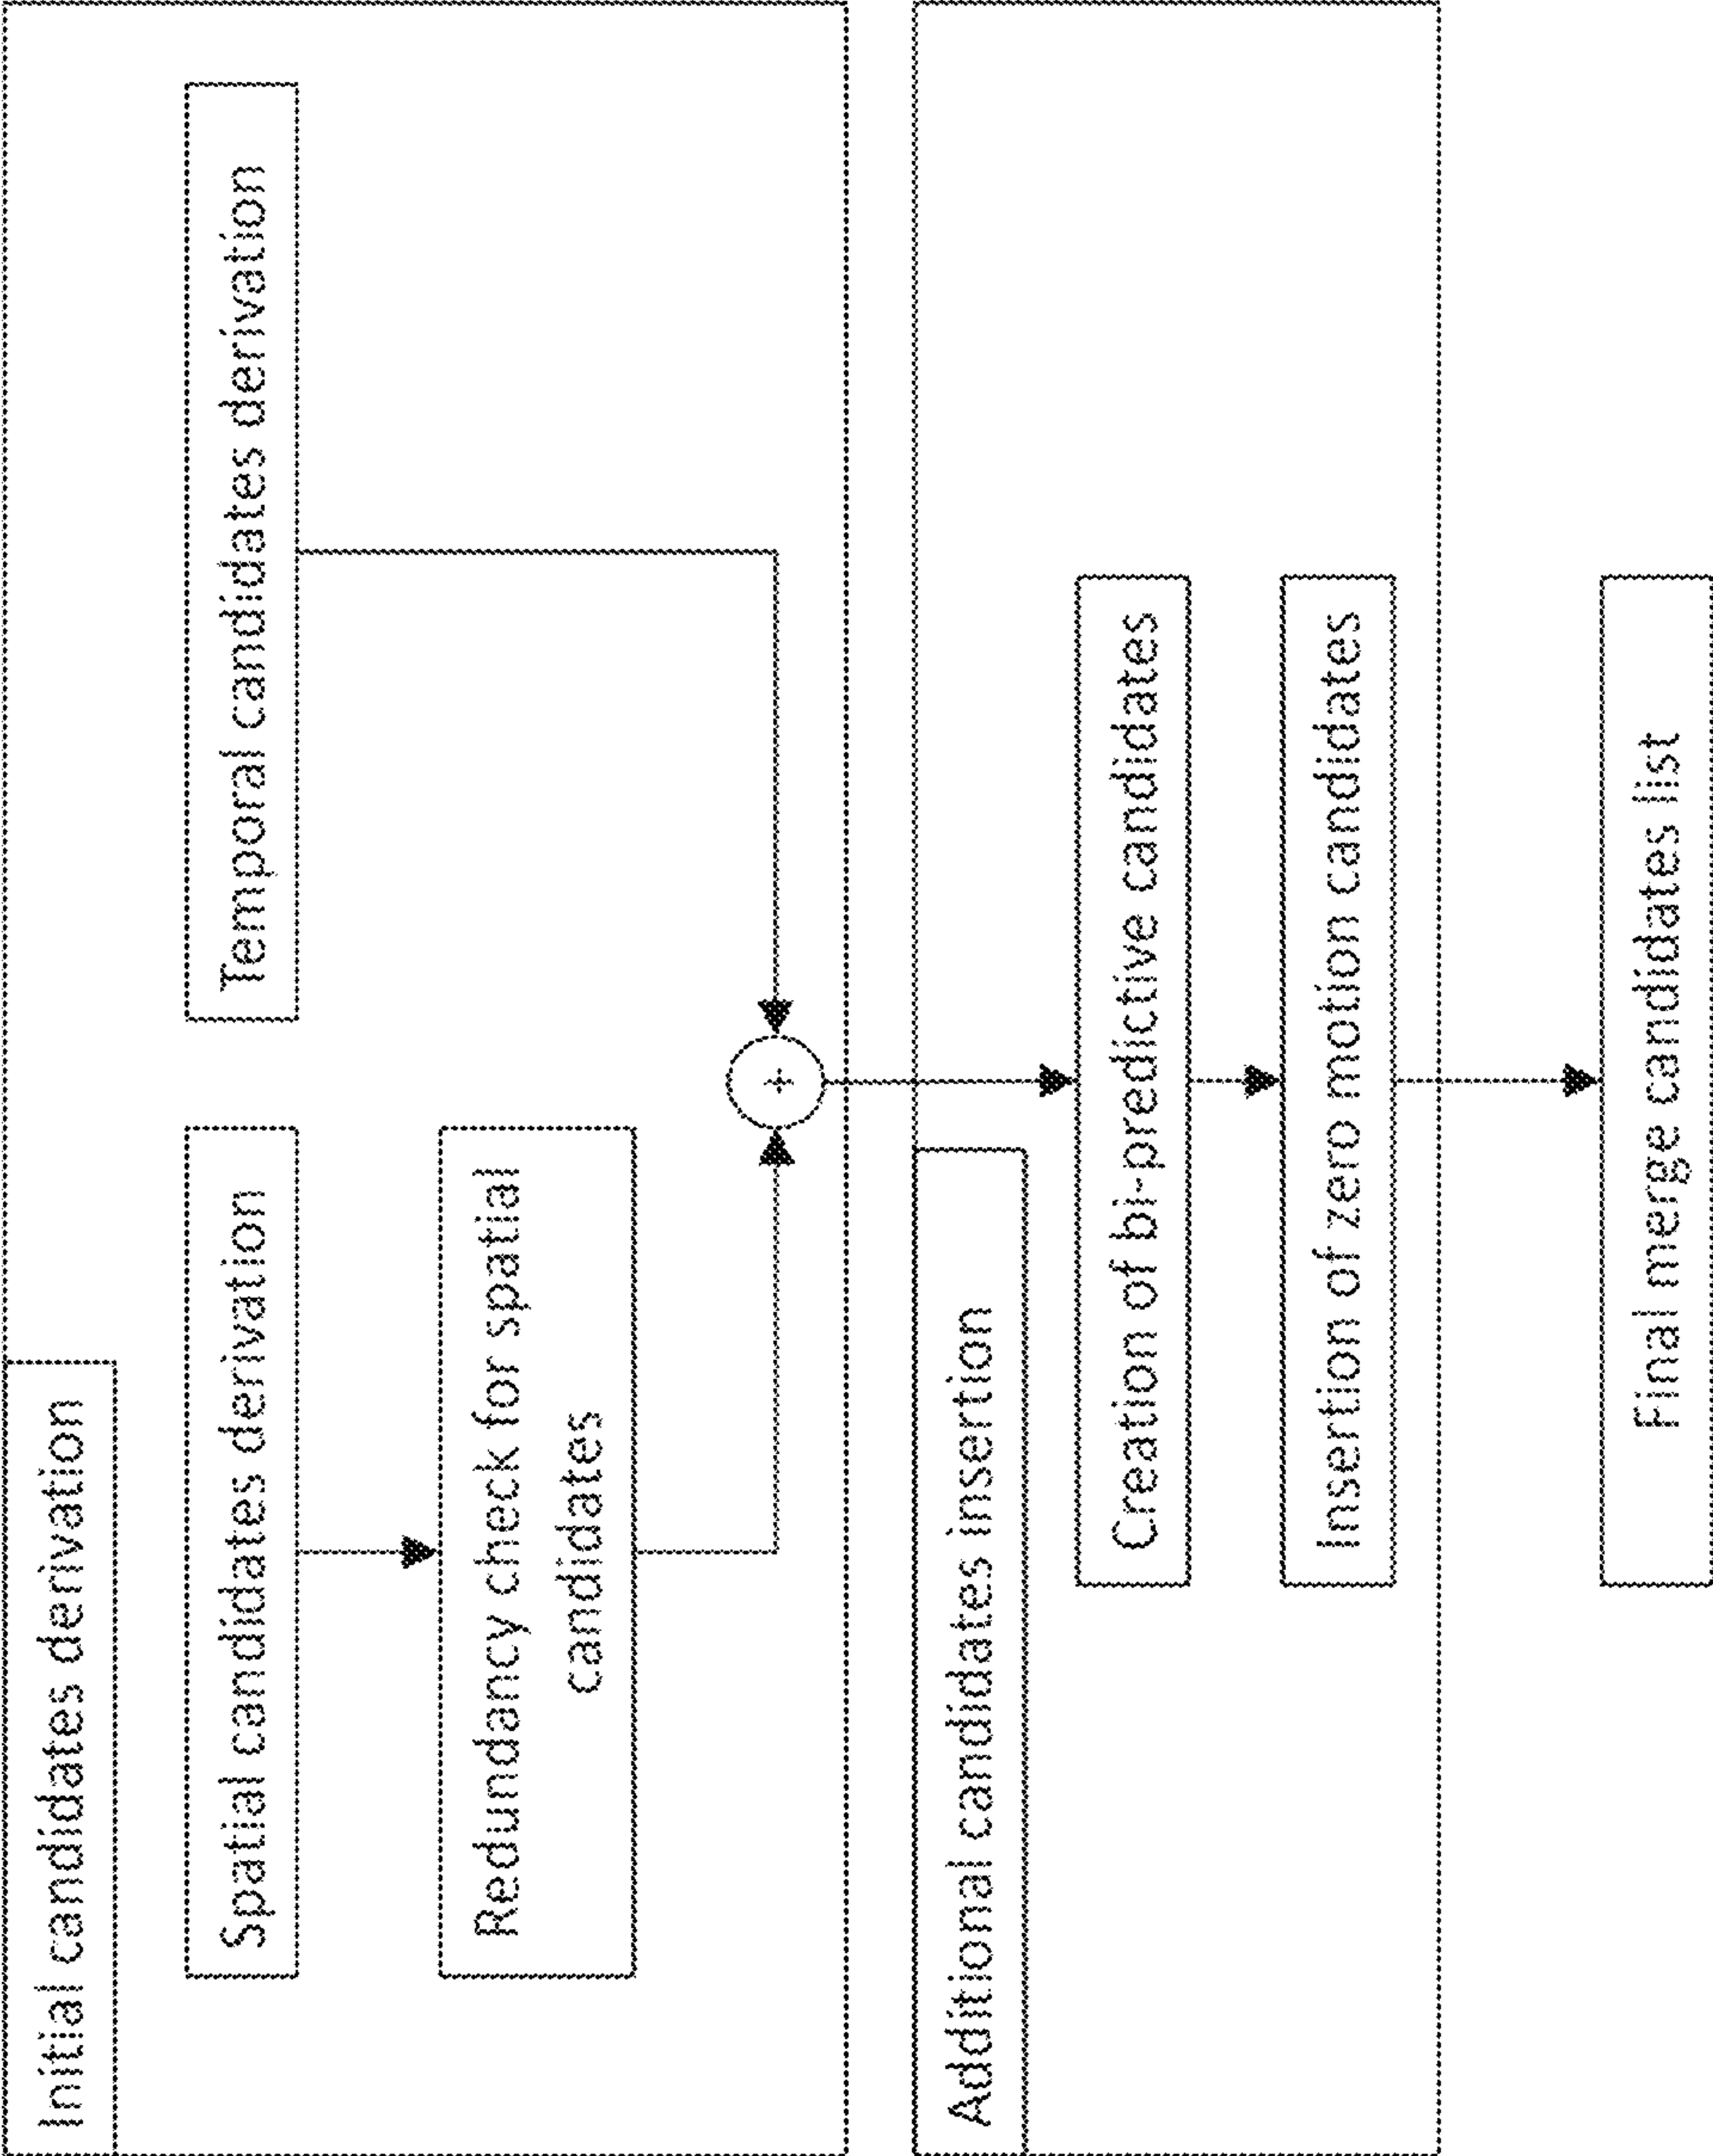 Initial candidates derivation
Spatial candidates derivation
Temporal candidates derivation
Redundancy check for spatial
candidates
+
Additional candidates insertion
Creation of bi-predictive candidates
Insertion of zero motion candidates
Final merge candidates list